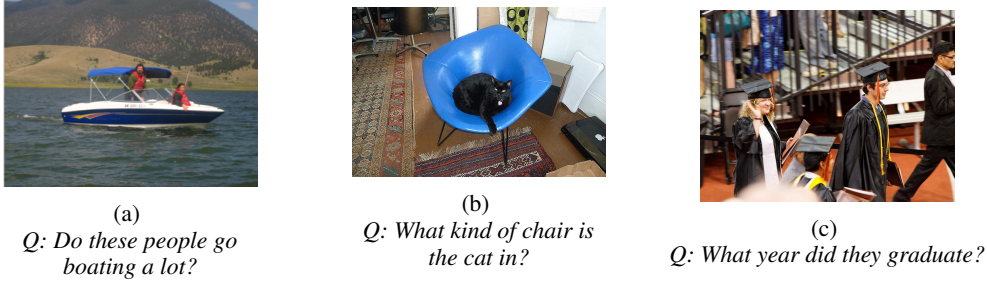 (a)
Q: Do these people go
boating a lot?
(b)
Q: What kind of chair is
the cat in?
(c)
Q: What year did they graduate?